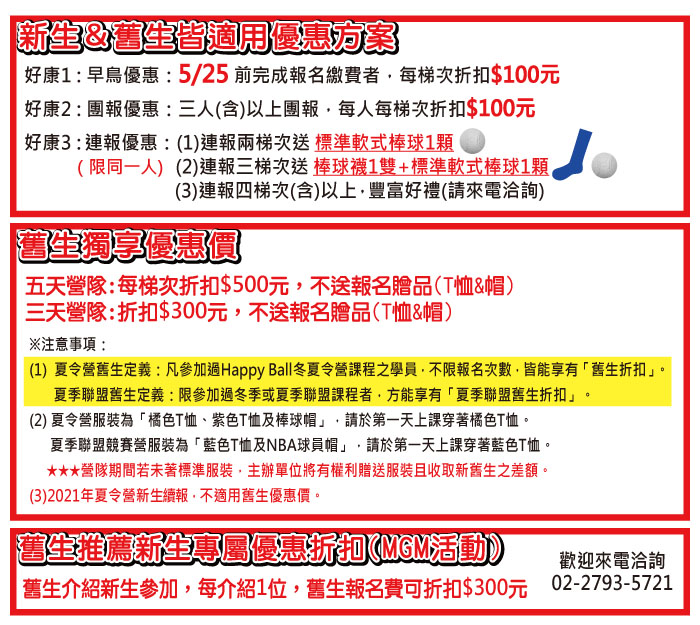 新生&舊生皆適用優惠方案
好康1:早鳥優惠:5/25 前完成報名繳費者,每梯次折扣$100元
好康2:團報優惠:三人(含)以上團報,每人每梯次折扣$100元
好康3:連報優惠:(1)連報兩梯次送 標準軟式棒球1顆
(限同一人) (2)連報三梯次送 棒球襪1雙+標準軟式棒球1顆
(3)連報四梯次(含)以上,豐富好禮(請來電洽詢)
舊生獨享優惠價
五天營隊:每梯次折扣$500元,不送報名贈品(T恤&帽)
三天營隊:折扣$300元,不送報名贈品(T恤&帽)
※注意事項:
(1) 夏令營舊生定義:凡參加過Happy Ball冬夏令營課程之學員,不限報名次數,皆能享有「舊生折扣」。
夏季聯盟舊生定義:限參加過冬季或夏季聯盟課程者,方能享有「夏季聯盟舊生折扣」。
(2) 夏令營服裝為「橘色T恤、紫色T恤及棒球帽」,請於第一天上課穿著橘色T恤。
夏季聯盟競賽營服裝為「藍色T恤及NBA球員帽」,請於第一天上課穿著藍色T恤。
★★★營隊期間若未著標準服裝,主辦單位將有權利贈送服裝且收取新舊生之差額。
(3)2021年夏令營新生續報,不適用舊生優惠價。
舊生推薦新生專屬優惠折扣(MGM活動)
舊生介紹新生參加,每介紹1位,舊生報名費可折扣$300元
歡迎來電洽詢
02-2793-5721